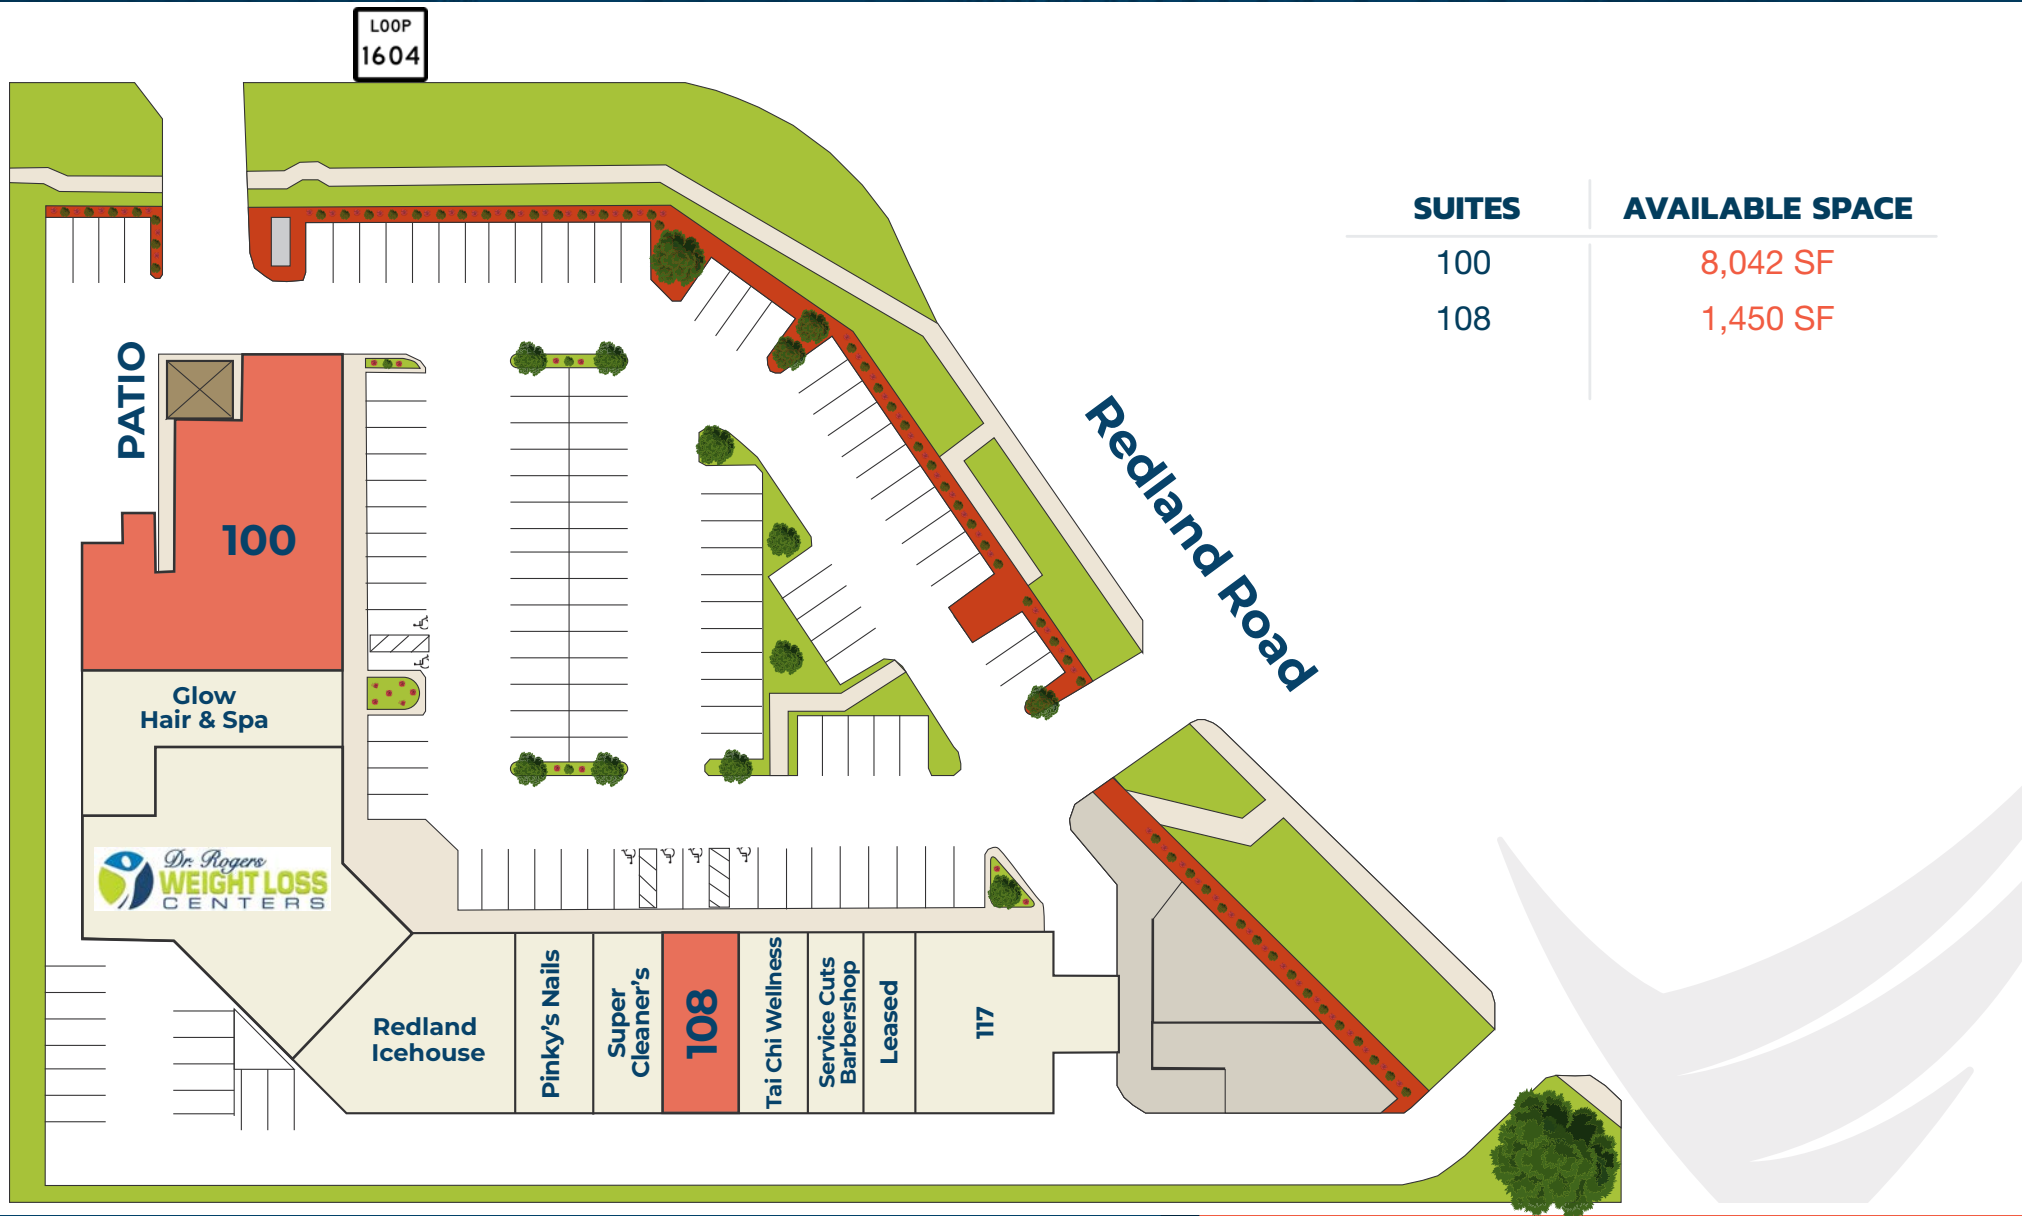 LOOP
1604
SUITES
AVAILABLE SPACE
100
8,042 SF
108
1,450 SF
PATIO
100
Redland Road
Glow
Hair & Spa
Dr. Rogers
WEIGHT LOSS
CENTERS
Redland
Icehouse
Pinky's Nails
Super
Cleaner's
108
Tai Chi Wellness
Service Cuts
Barbershop
Leased
117